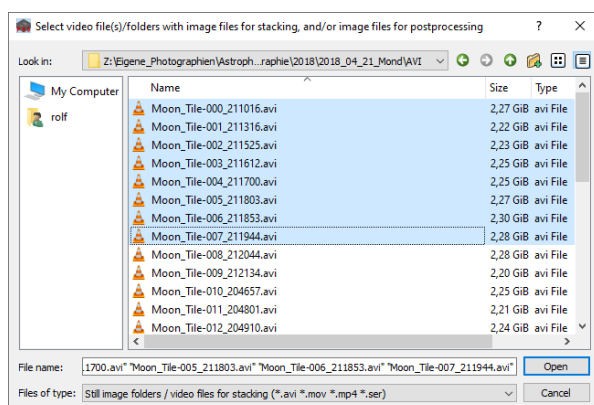 Select video file(s)/folders with image files for stacking, and/or image files for postprocessing ? ×
Look in: Z:\Eigene_Photographien\Astroph...raphie\2018\2018_04_21_Mond\AVI
My Computer
rolf
Name Size Type
Moon_Tile-000_211016.avi 2,27 GiB avi File
Moon_Tile-001_211316.avi 2,22 GiB avi File
Moon_Tile-002_211525.avi 2,23 GiB avi File
Moon_Tile-003_211612.avi 2,25 GiB avi File
Moon_Tile-004_211700.avi 2,25 GiB avi File
Moon_Tile-005_211803.avi 2,27 GiB avi File
Moon_Tile-006_211853.avi 2,30 GiB avi File
Moon_Tile-007_211944.avi 2,28 GiB avi File
Moon_Tile-008_212044.avi 2,28 GiB avi File
Moon_Tile-009_212134.avi 2,20 GiB avi File
Moon_Tile-010_204657.avi 2,25 GiB avi File
Moon_Tile-011_204801.avi 2,21 GiB avi File
Moon_Tile-012_204910.avi 2,24 GiB avi File
File name: .1700.avi" "Moon_Tile-005_211803.avi" "Moon_Tile-006_211853.avi" "Moon_Tile-007_211944.avi" Open
Files of type: Still image folders / video files for stacking (*.avi *.mov *.mp4 *.ser) Cancel